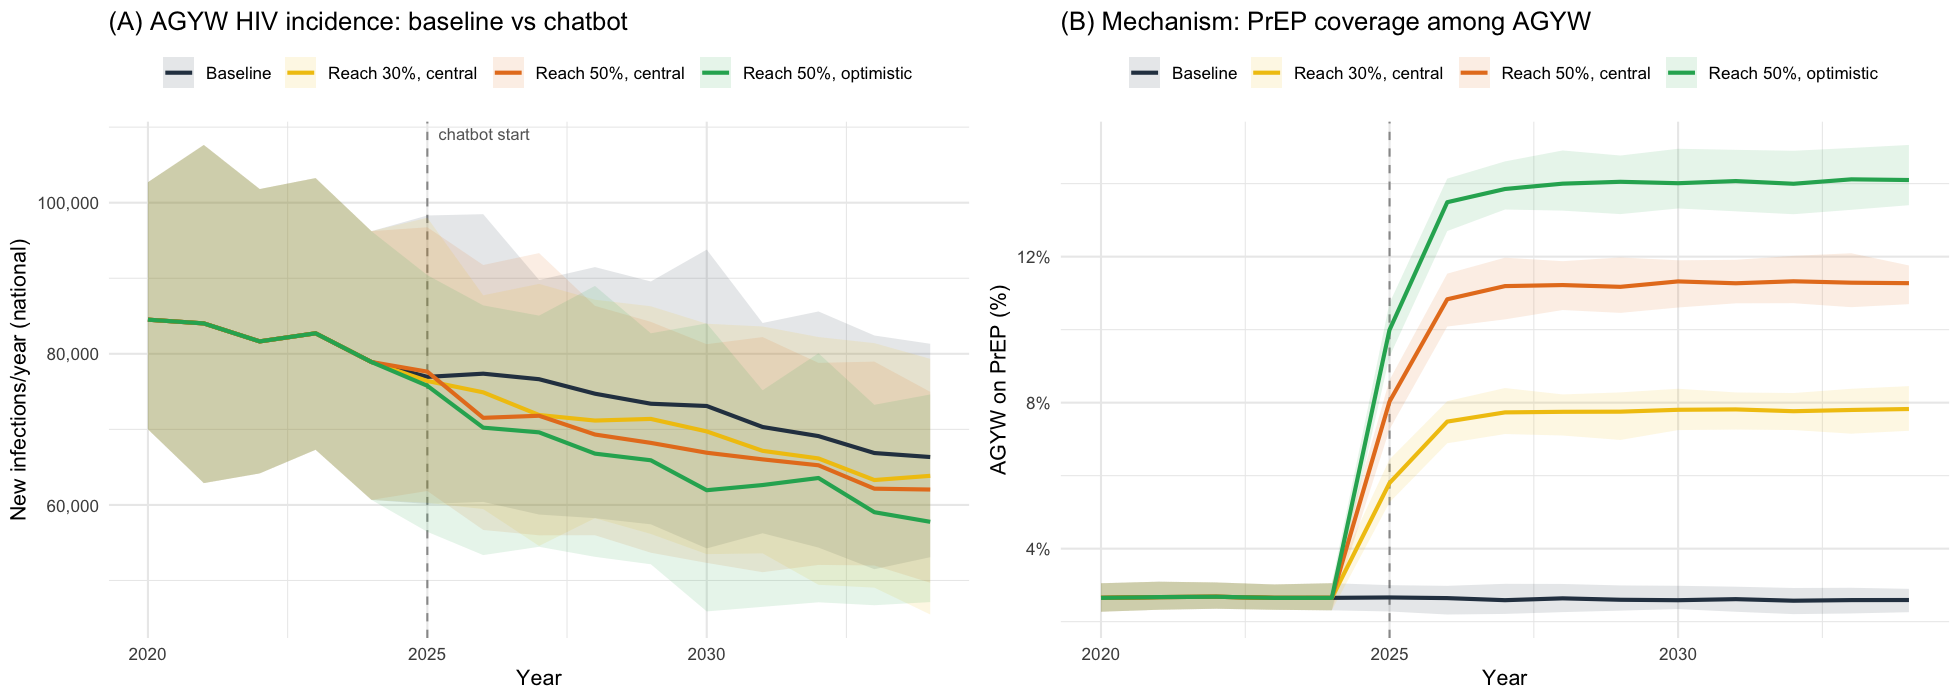 (A) AGYW HIV incidence: baseline vs chatbot
Baseline
Reach 30%, central
Reach 50%, central
Reach 50%, optimistic
chatbot start
100,000
80,000
60,000
New infections/year (national)
2020
2025
2030
Year
(B) Mechanism: PrEP coverage among AGYW
Baseline
Reach 30%, central
Reach 50%, central
Reach 50%, optimistic
12%
8%
4%
AGYW on PrEP (%)
2020
2025
2030
Year